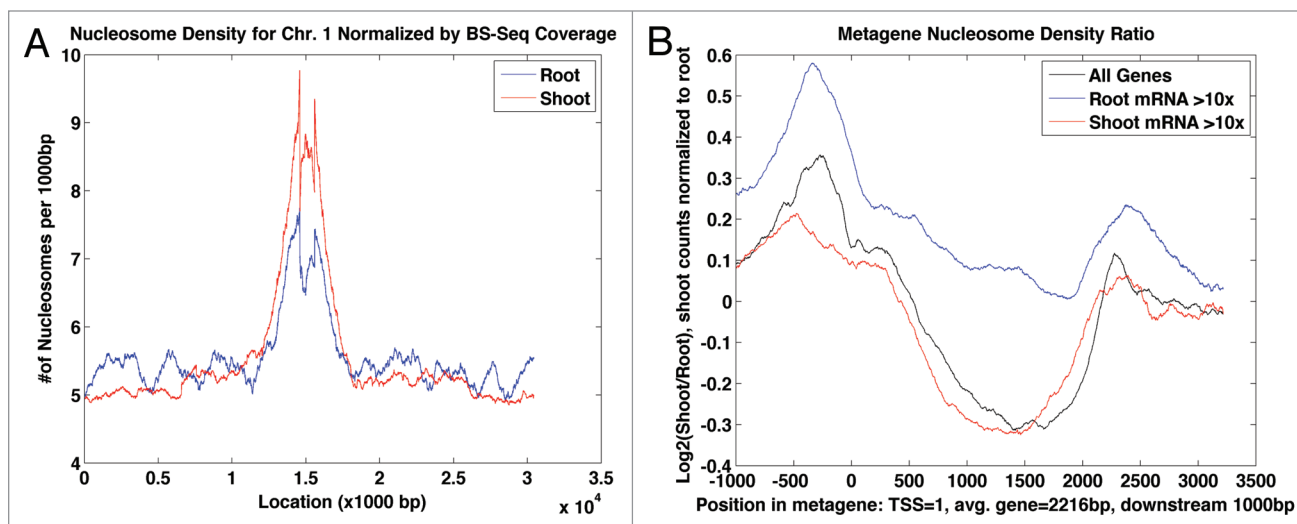 A
Nucleosome Density for Chr. 1 Normalized by BS-Seq Coverage
10
9
8
7
6
5
4
#of Nucleosomes per 1000bp
Root
Shoot
0 0.5 1 1.5 2 2.5 3 3.5
x 10^4
Location (x1000 bp)
B
Metagene Nucleosome Density Ratio
0.6
0.5
0.4
0.3
0.2
0.1
0
-0.1
-0.2
-0.3
-0.4
Log2(Shoot/Root), shoot counts normalized to root
All Genes
Root mRNA >10x
Shoot mRNA >10x
-1000 -500 0 500 1000 1500 2000 2500 3000 3500
Position in metagene: TSS=1, avg. gene=2216bp, downstream 1000bp